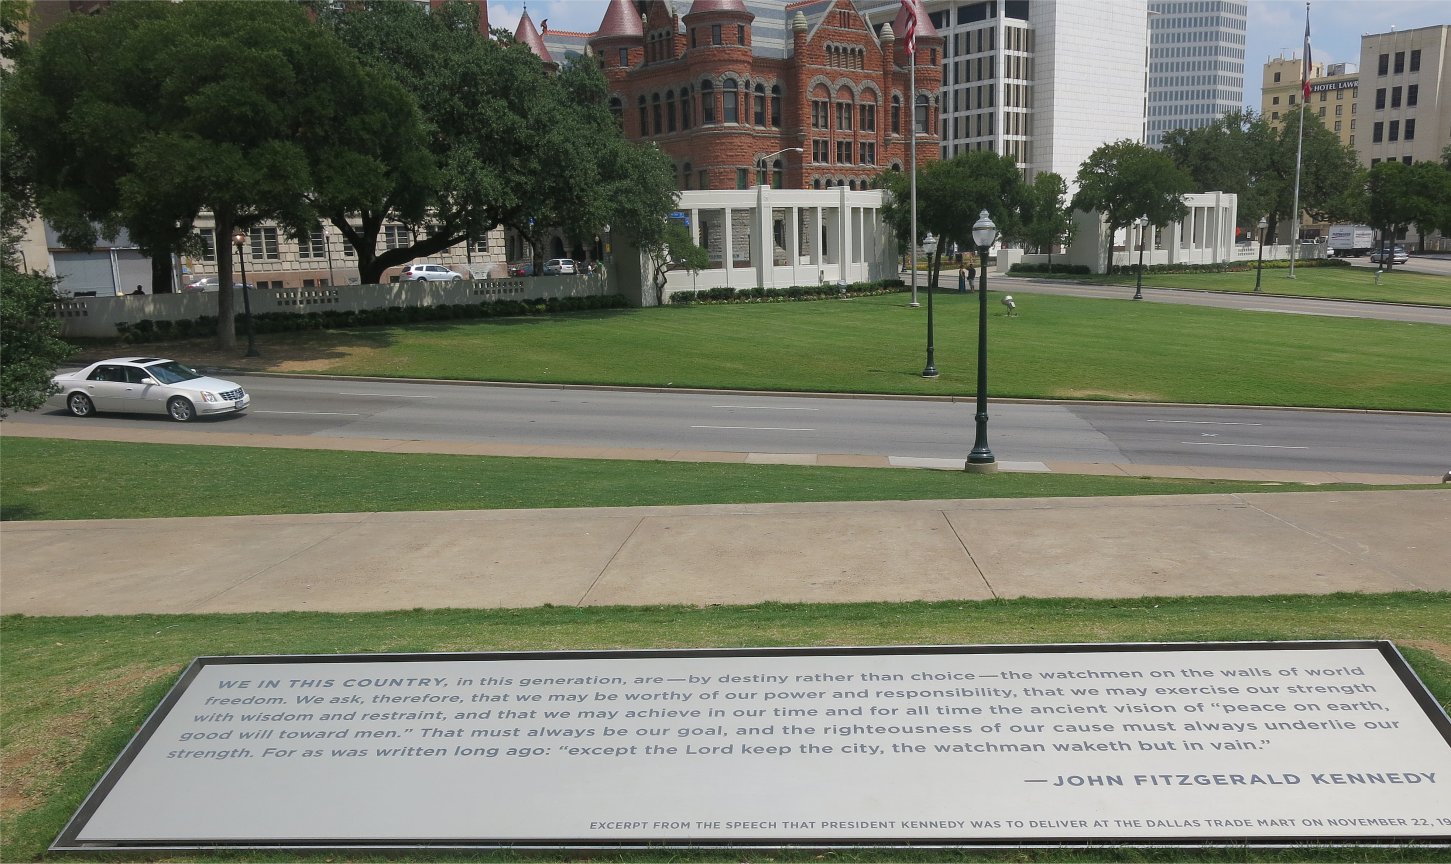 HOTEL LAWR
WE IN THIS COUNTRY, in this generation, are—by destiny rather than choice—the watchmen on the walls of world
freedom. We ask, therefore, that we may be worthy of our power and responsibility, that we may exercise our strength
with wisdom and restraint, and that we may achieve in our time and for all time the ancient vision of “peace on earth,
good will toward men.” That must always be our goal, and the righteousness of our cause must always underlie our
strength. For as was written long ago: “except the Lord keep the city, the watchman waketh but in vain.”
—JOHN FITZGERALD KENNEDY
EXCERPT FROM THE SPEECH THAT PRESIDENT KENNEDY WAS TO DELIVER AT THE DALLAS TRADE MART ON NOVEMBER 22, 19